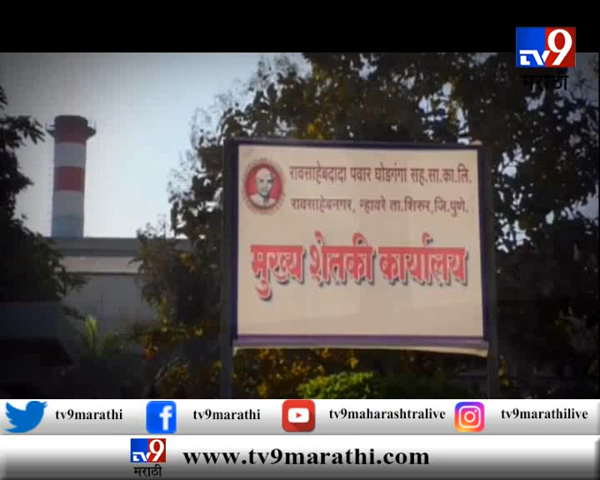 tv9
मराठी
रावसाहेबदादा पवार घोडगंगा सह.सा.का.लि.
रावसाहेबनगर, न्हावरे ता.शिरुर,जि.पुणे.
मुख्य शेतकी कार्यालय
tv9marathi
tv9marathi
tv9maharashtralive
tv9marathilive
tv9
मराठी
www.tv9marathi.com